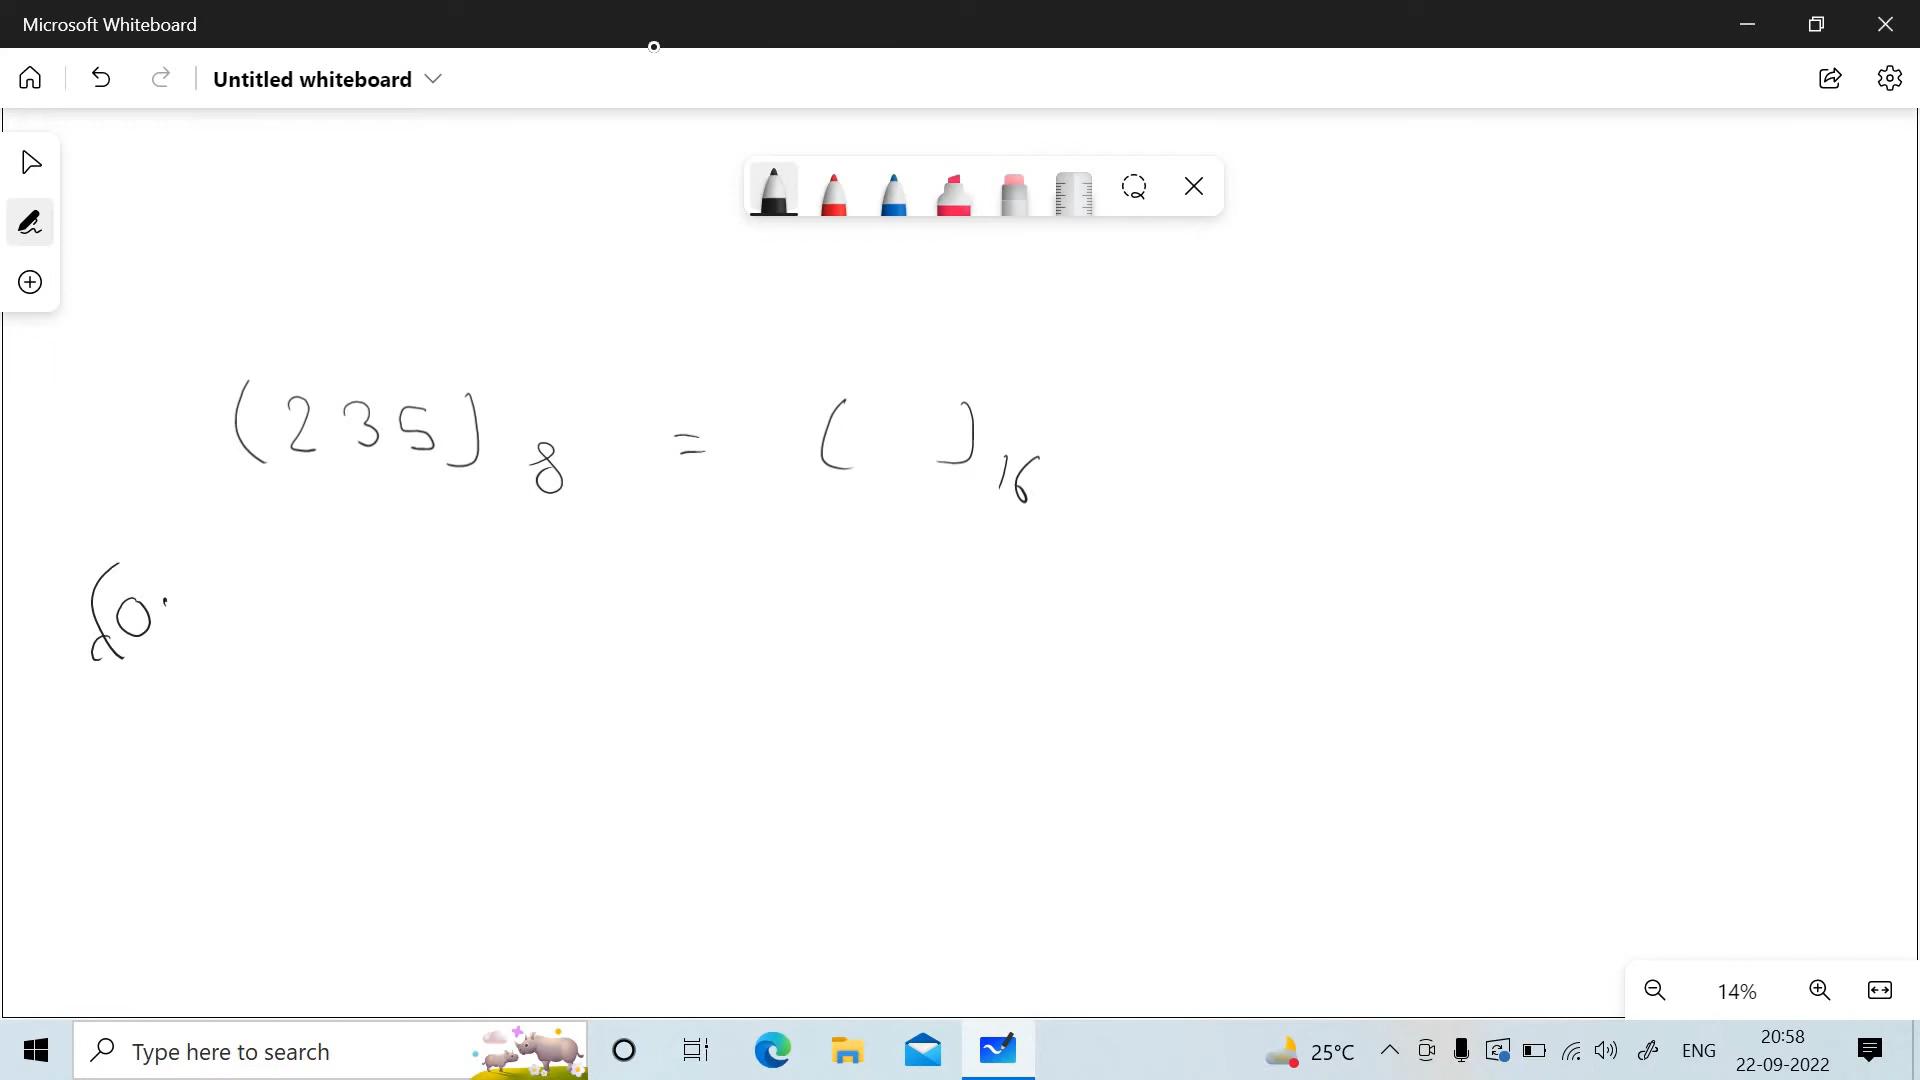 Microsoft Whiteboard
Untitled whiteboard
(235)8 = ( )16
(0
14%
Type here to search
25°C
ENG
20:58
22-09-2022